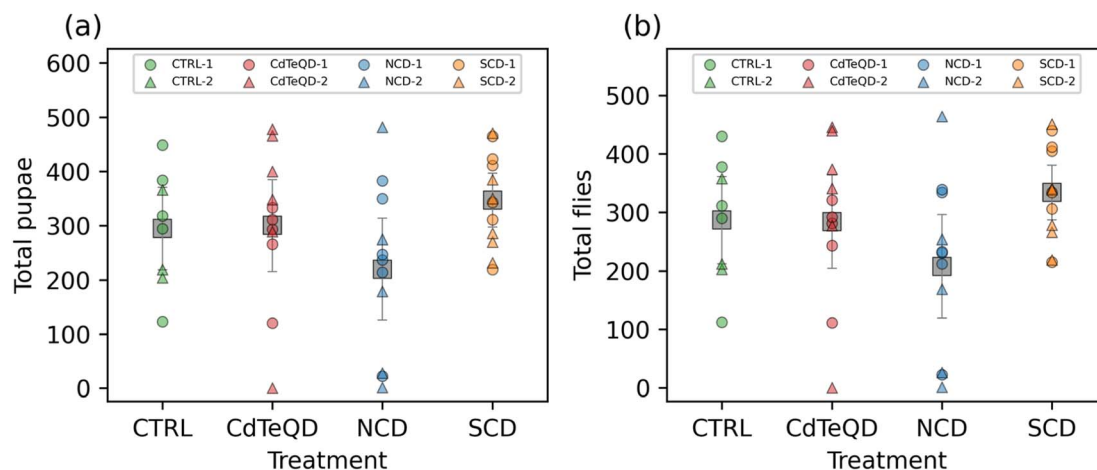 (a)
CTRL-1 CdTeQD-1 NCD-1 SCD-1
CTRL-2 CdTeQD-2 NCD-2 SCD-2
600
500
400
300
200
100
0
Total pupae
CTRL CdTeQD NCD SCD
Treatment
(b)
CTRL-1 CdTeQD-1 NCD-1 SCD-1
CTRL-2 CdTeQD-2 NCD-2 SCD-2
500
400
300
200
100
0
Total flies
CTRL CdTeQD NCD SCD
Treatment